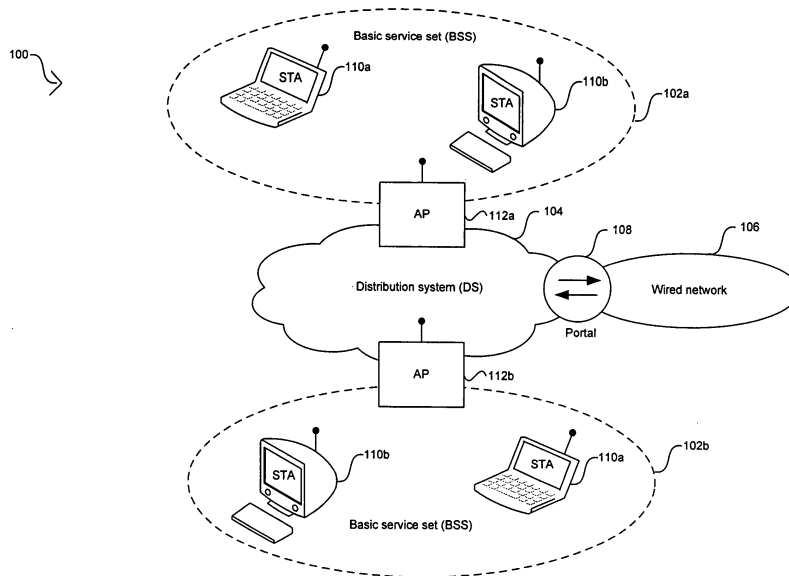 Basic service set (BSS)
100
STA
110a
STA
110b
102a
AP
112a
104
108
106
Distribution system (DS)
Wired network
Portal
AP
112b
STA
110b
STA
110a
102b
Basic service set (BSS)